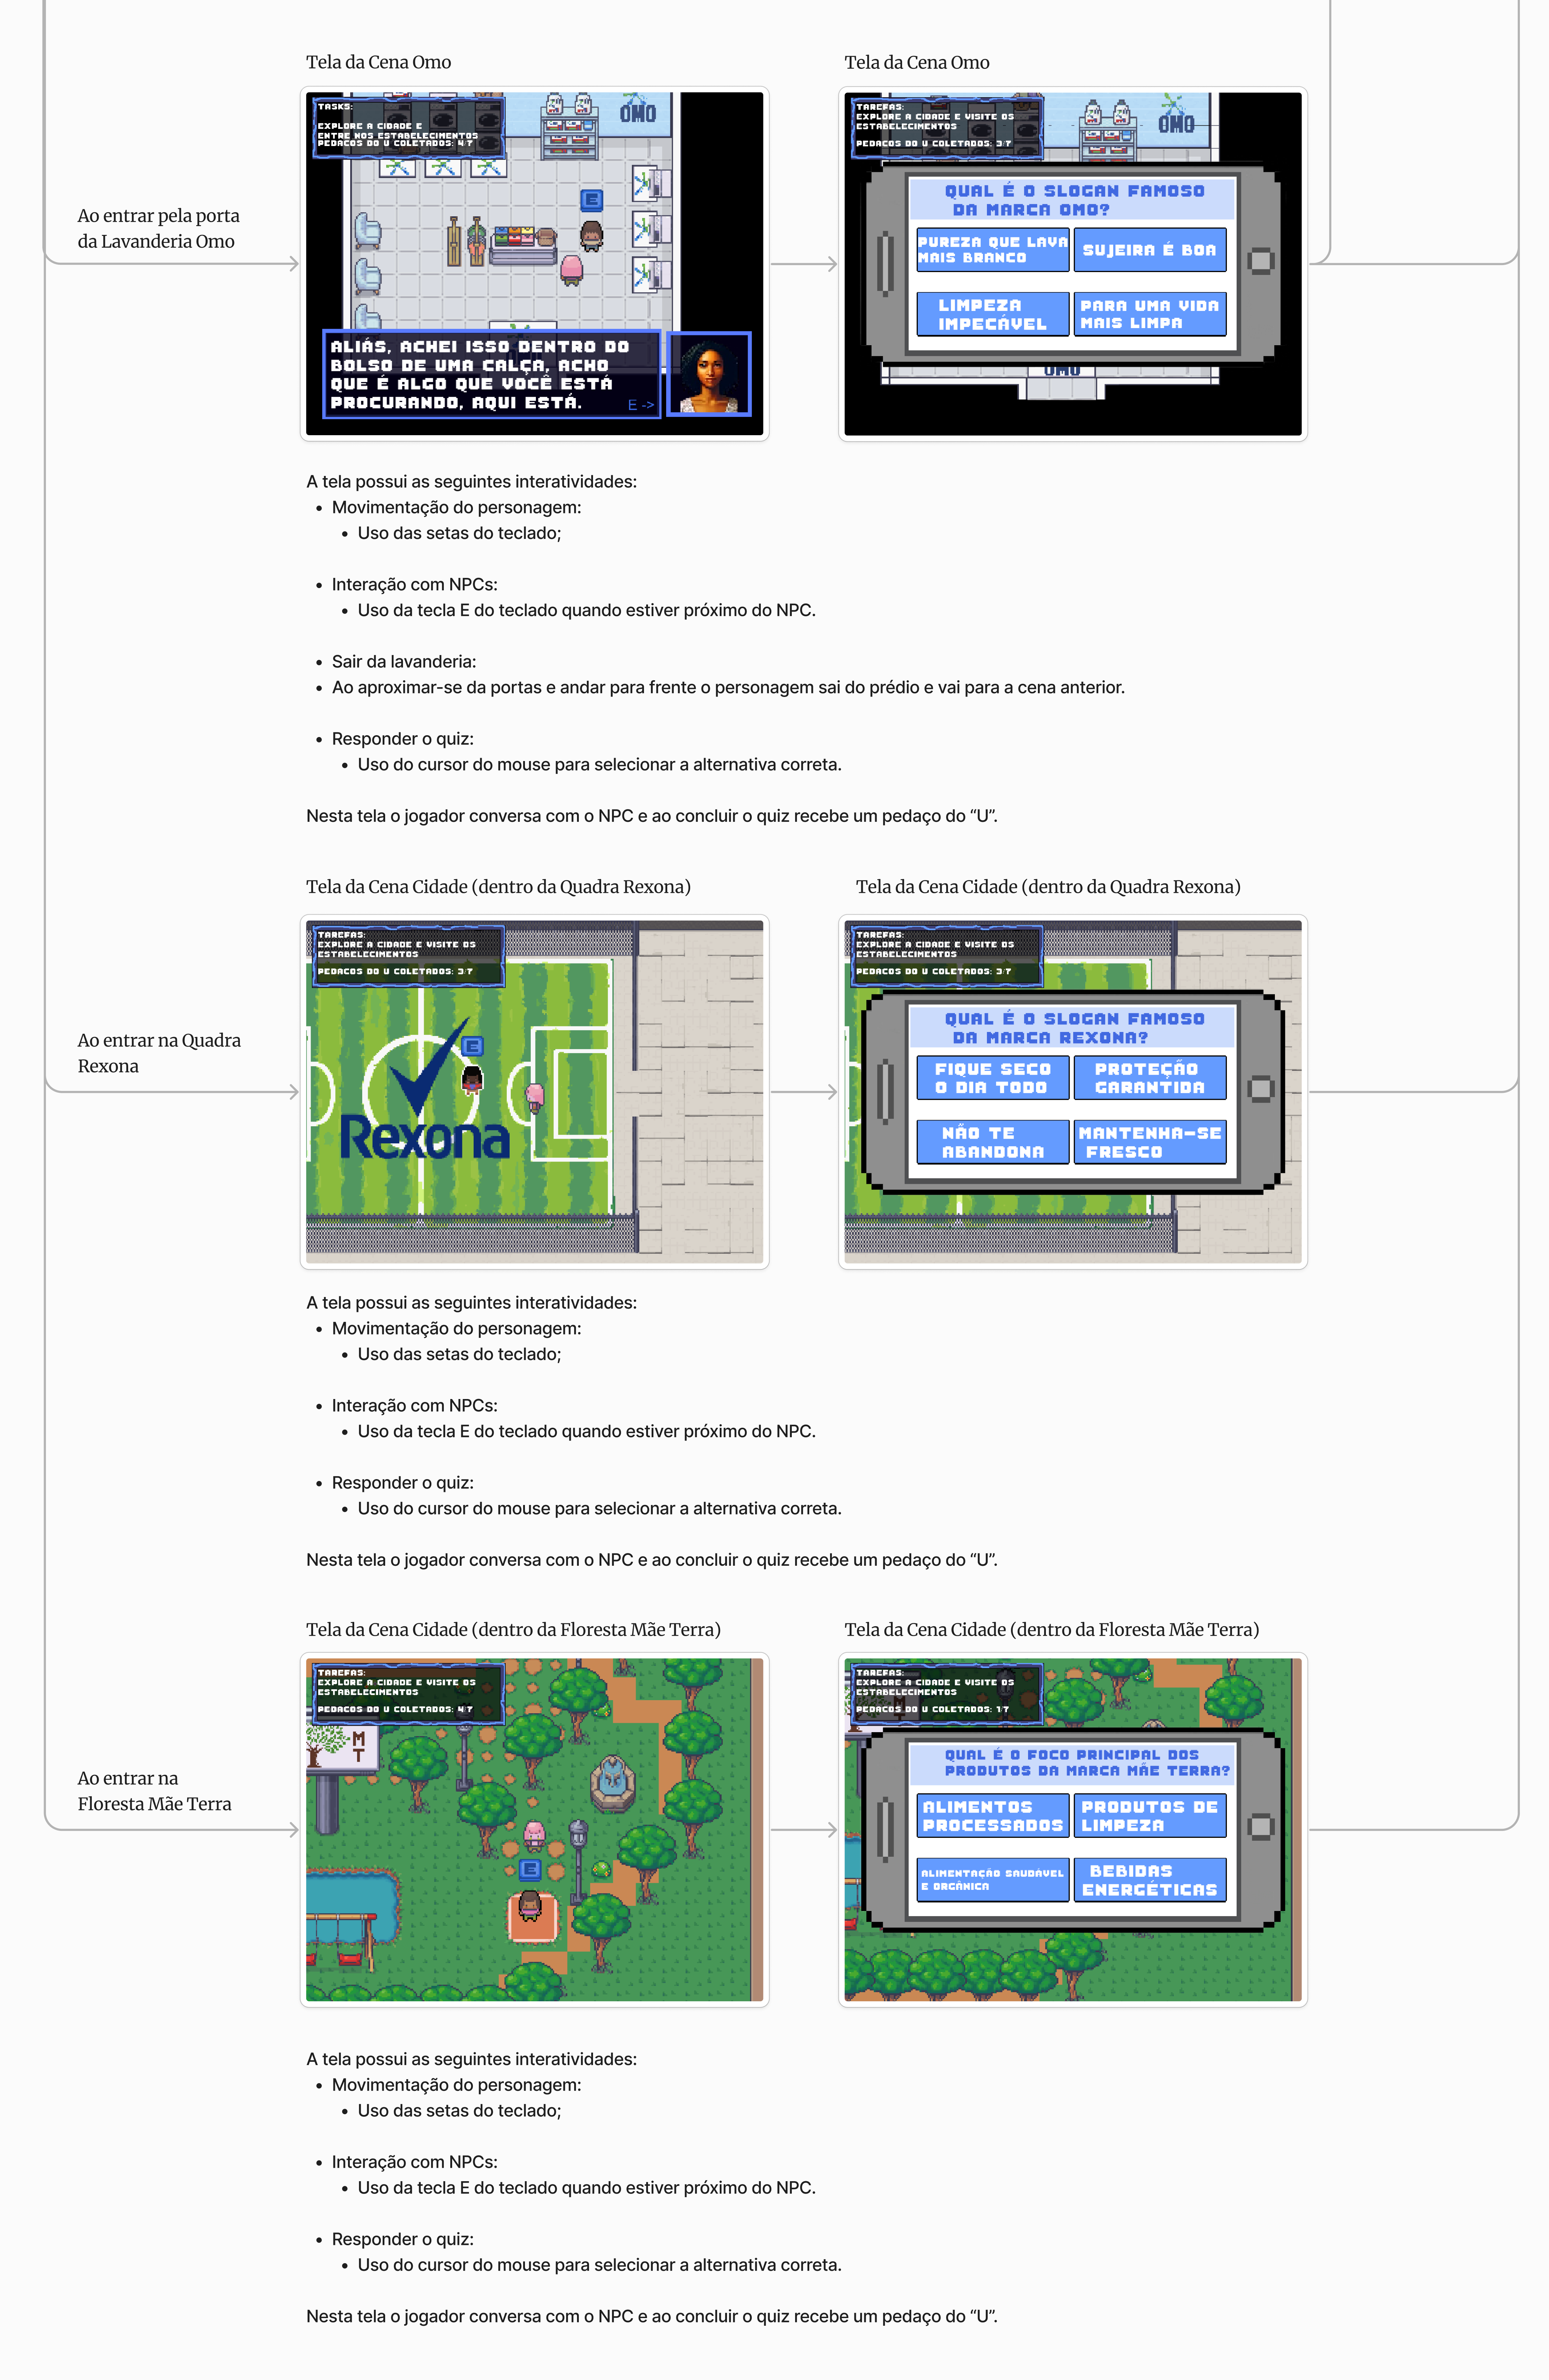 Tela da Cena Omo
Tela da Cena Omo
Ao entrar pela porta
da Lavanderia Omo
TASKS:
EXPLORE A CIDADE E
ENTRE NOS ESTABELECIMENTOS
PEDACOS DO U COLETADOS: 4/7
OMO
E
ALIÁS, ACHEI ISSO DENTRO DO
BOLSO DE UMA CALÇA, ACHO
QUE É ALGO QUE VOCÊ ESTÁ
PROCURANDO, AQUI ESTÁ.
E ->
TAREFAS:
EXPLORE A CIDADE E VISITE OS
ESTABELECIMENTOS
PEDACOS DO U COLETADOS: 3/7
OMO
QUAL É O SLOGAN FAMOSO
DA MARCA OMO?
PUREZA QUE LAVA
MAIS BRANCO
SUJEIRA É BOA
LIMPEZA
IMPECÁVEL
PARA UMA VIDA
MAIS LIMPA
OMO
A tela possui as seguintes interatividades:
• Movimentação do personagem:
• Uso das setas do teclado;
• Interação com NPCs:
• Uso da tecla E do teclado quando estiver próximo do NPC.
• Sair da lavanderia:
• Ao aproximar-se da portas e andar para frente o personagem sai do prédio e vai para a cena anterior.
• Responder o quiz:
• Uso do cursor do mouse para selecionar a alternativa correta.
Nesta tela o jogador conversa com o NPC e ao concluir o quiz recebe um pedaço do “U”.
Tela da Cena Cidade (dentro da Quadra Rexona)
Tela da Cena Cidade (dentro da Quadra Rexona)
Ao entrar na Quadra
Rexona
TAREFAS:
EXPLORE A CIDADE E VISITE OS
ESTABELECIMENTOS
PEDACOS DO U COLETADOS: 3/7
E
Rexona
TAREFAS:
EXPLORE A CIDADE E VISITE OS
ESTABELECIMENTOS
PEDACOS DO U COLETADOS: 3/7
QUAL É O SLOGAN FAMOSO
DA MARCA REXONA?
FIQUE SECO
O DIA TODO
PROTEÇÃO
GARANTIDA
NÃO TE
ABANDONA
MANTENHA-SE
FRESCO
A tela possui as seguintes interatividades:
• Movimentação do personagem:
• Uso das setas do teclado;
• Interação com NPCs:
• Uso da tecla E do teclado quando estiver próximo do NPC.
• Responder o quiz:
• Uso do cursor do mouse para selecionar a alternativa correta.
Nesta tela o jogador conversa com o NPC e ao concluir o quiz recebe um pedaço do “U”.
Tela da Cena Cidade (dentro da Floresta Mãe Terra)
Tela da Cena Cidade (dentro da Floresta Mãe Terra)
Ao entrar na
Floresta Mãe Terra
TAREFAS:
EXPLORE A CIDADE E VISITE OS
ESTABELECIMENTOS
PEDACOS DO U COLETADOS: 4/7
M
T
E
TAREFAS:
EXPLORE A CIDADE E VISITE OS
ESTABELECIMENTOS
PEDACOS DO U COLETADOS: 1/7
QUAL É O FOCO PRINCIPAL DOS
PRODUTOS DA MARCA MÃE TERRA?
ALIMENTOS
PROCESSADOS
PRODUTOS DE
LIMPEZA
ALIMENTAÇÃO SAUDÁVEL
E ORGÂNICA
BEBIDAS
ENERGÉTICAS
A tela possui as seguintes interatividades:
• Movimentação do personagem:
• Uso das setas do teclado;
• Interação com NPCs:
• Uso da tecla E do teclado quando estiver próximo do NPC.
• Responder o quiz:
• Uso do cursor do mouse para selecionar a alternativa correta.
Nesta tela o jogador conversa com o NPC e ao concluir o quiz recebe um pedaço do “U”.